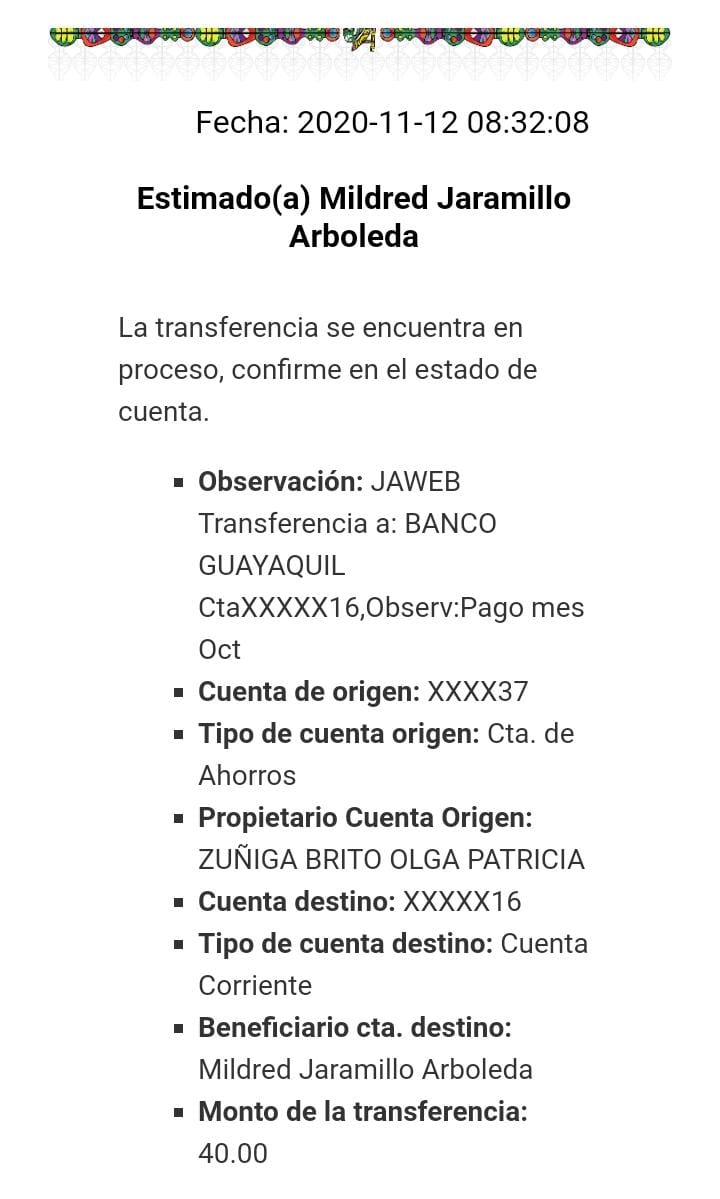 Fecha: 2020-11-12 08:32:08
Estimado(a) Mildred Jaramillo
Arboleda
La transferencia se encuentra en
proceso, confirme en el estado de
cuenta.
Observación: JAWEB
Transferencia a: BANCO
GUAYAQUIL
CtaXXXXX16,Observ:Pago mes
Oct
Cuenta de origen: XXXX37
Tipo de cuenta origen: Cta. de
Ahorros
Propietario Cuenta Origen:
ZUÑIGA BRITO OLGA PATRICIA
Cuenta destino: XXXXX16
Tipo de cuenta destino: Cuenta
Corriente
Beneficiario cta. destino:
Mildred Jaramillo Arboleda
Monto de la transferencia:
40.00